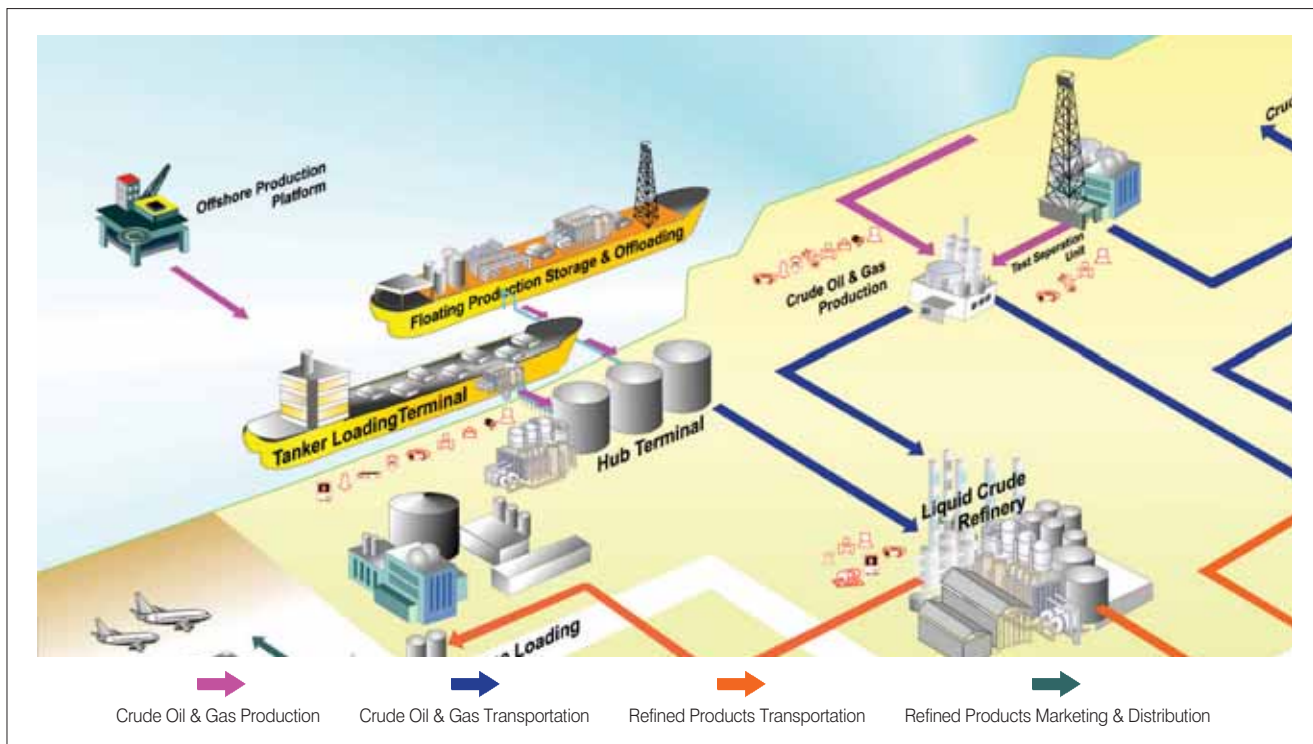 Offshore Production
Platform
Floating Production Storage & Offloading
Tanker LoadingTerminal
Hub Terminal
Crude Oil & Gas
Production
Test Seperation
Unit
Liquid Crude
Refinery
Loading
Crude Oil & Gas Production
Crude Oil & Gas Transportation
Refined Products Transportation
Refined Products Marketing & Distribution